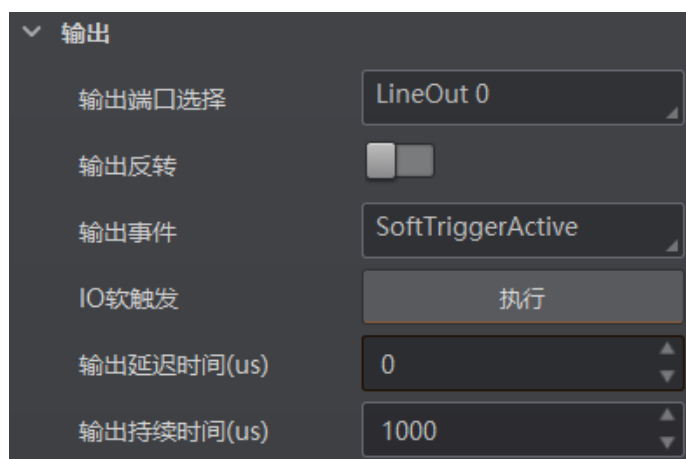 输出
输出端口选择 LineOut 0
输出反转
输出事件 SoftTriggerActive
IO软触发 执行
输出延迟时间(us) 0
输出持续时间(us) 1000